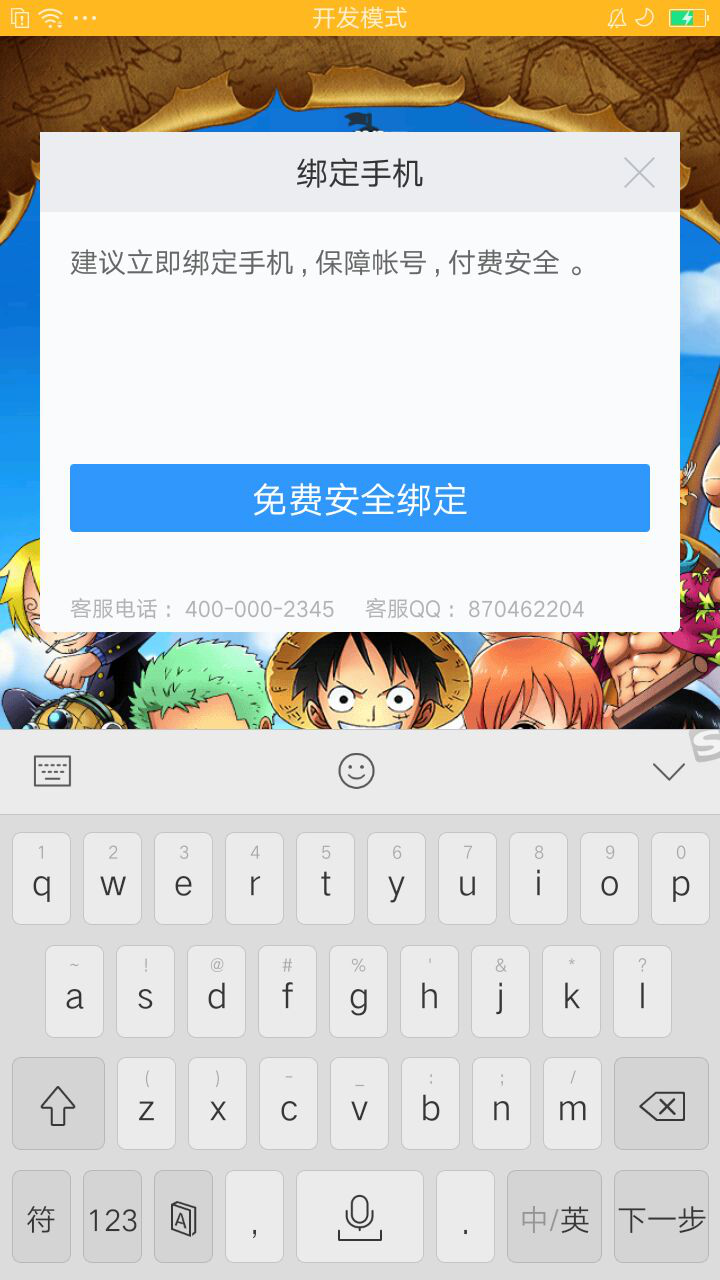 开发模式
绑定手机
建议立即绑定手机,保障帐号,付费安全 。
免费安全绑定
客服电话： 400-000-2345 客服QQ： 870462204
1 2 3 4 5 6 7 8 9 0
q w e r t y u i o p
~ ! @ # % ' & * ?
a s d f g h j k l
( ) - _ : ; /
z x c v b n m
符 123 A , . 中/英 下一步